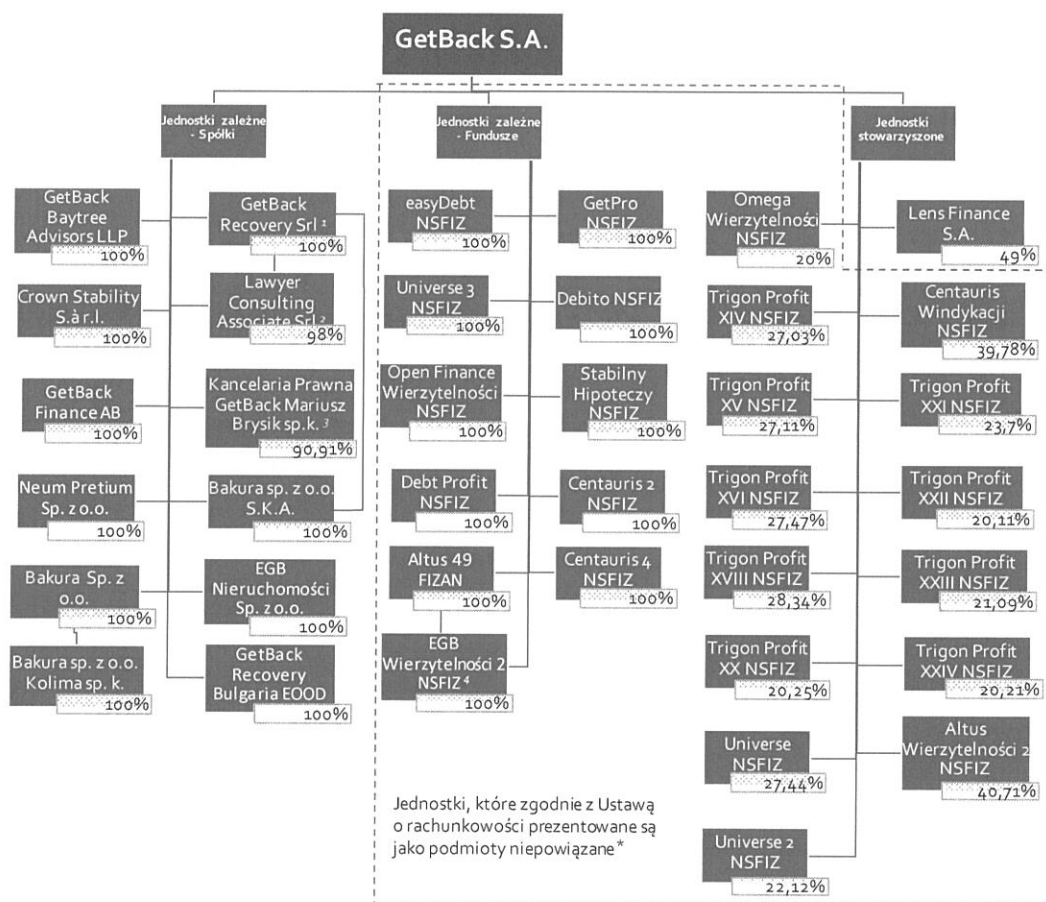 GetBack S.A.
Jednostki zależne
- Spółki
Jednostki zależne
- Fundusze
Jednostki
stowarzyszone
GetBack
Baytree
Advisors LLP
100%
GetBack
Recovery Srl ¹
100%
Crown Stability
S.à r.l.
100%
Lawyer
Consulting
Associate Srl ²
98%
GetBack
Finance AB
100%
Kancelaria Prawna
GetBack Mariusz
Brysik sp.k. ³
90,91%
Neum Pretium
Sp. z o.o.
100%
Bakura sp. z o.o.
S.K.A.
100%
Bakura Sp. z
o.o.
100%
EGB
Nieruchomości
Sp. z o.o.
100%
Bakura sp. z o.o.
Kolima sp. k.
100%
GetBack
Recovery
Bulgaria EOOD
100%
easyDebt
NSFIZ
100%
GetPro
NSFIZ
100%
Universe 3
NSFIZ
100%
Debito NSFIZ
100%
Open Finance
Wierzytelności
NSFIZ
100%
Stabilny
Hipoteczy
NSFIZ
100%
Debt Profit
NSFIZ
100%
Centauris 2
NSFIZ
100%
Altus 49
FIZAN
100%
Centauris 4
NSFIZ
100%
EGB
Wierzytelności 2
NSFIZ ⁴
100%
Omega
Wierzytelności
NSFIZ
20%
Lens Finance
S.A.
49%
Trigon Profit
XIV NSFIZ
27,03%
Centauris
Windykacji
NSFIZ
39,78%
Trigon Profit
XV NSFIZ
27,11%
Trigon Profit
XXI NSFIZ
23,7%
Trigon Profit
XVI NSFIZ
27,47%
Trigon Profit
XXII NSFIZ
20,11%
Trigon Profit
XVIII NSFIZ
28,34%
Trigon Profit
XXIII NSFIZ
21,09%
Trigon Profit
XX NSFIZ
20,25%
Trigon Profit
XXIV NSFIZ
20,21%
Universe
NSFIZ
27,44%
Altus
Wierzytelności 2
NSFIZ
40,71%
Universe 2
NSFIZ
22,12%
Jednostki, które zgodnie z Ustawą
o rachunkowości prezentowane są
jako podmioty niepowiązane*